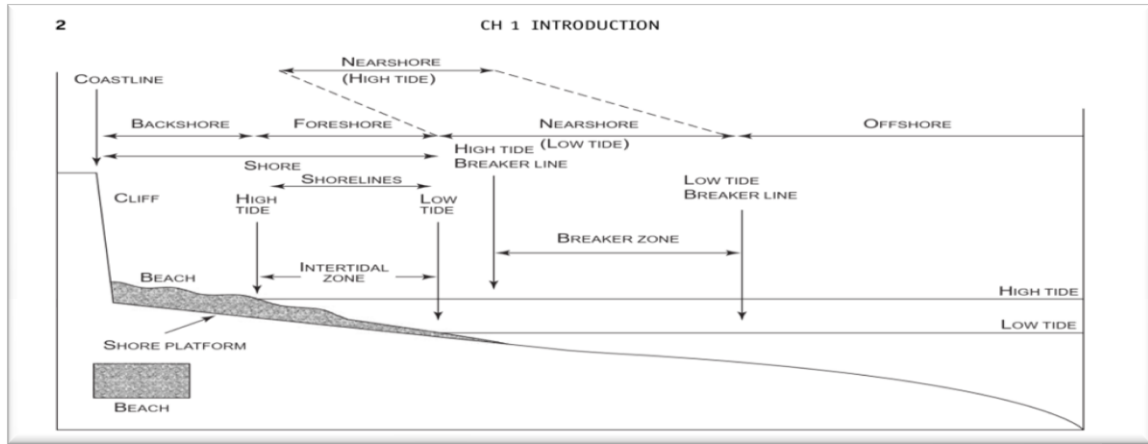 2
CH 1 INTRODUCTION
NEARSHORE
(HIGH TIDE)
COASTLINE
BACKSHORE
FORESHORE
NEARSHORE
(LOW TIDE)
OFFSHORE
SHORE
HIGH TIDE
BREAKER LINE
SHORELINES
LOW TIDE
BREAKER LINE
CLIFF
HIGH
TIDE
LOW
TIDE
BREAKER ZONE
INTERTIDAL
ZONE
BEACH
HIGH TIDE
LOW TIDE
SHORE PLATFORM
BEACH